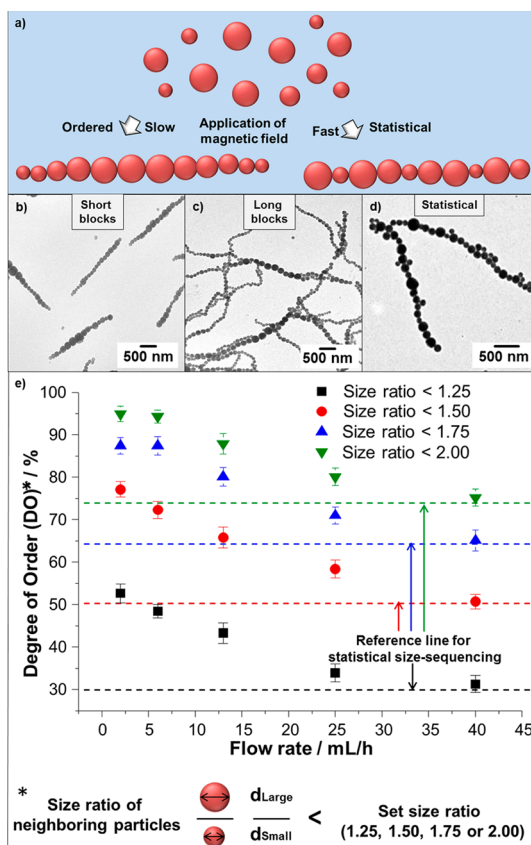 a)
Ordered
Slow
Application of
magnetic field
Fast
Statistical
b)
Short
blocks
500 nm
c)
Long
blocks
500 nm
d)
Statistical
500 nm
e)
100
90
80
70
60
50
40
30
Degree of Order (DO)* / %
Size ratio < 1.25
Size ratio < 1.50
Size ratio < 1.75
Size ratio < 2.00
Reference line for
statistical size-sequencing
0 5 10 15 20 25 30 35 40 45
Flow rate / mL/h
*
Size ratio of
neighboring particles
dLarge
dSmall
<
Set size ratio
(1.25, 1.50, 1.75 or 2.00)